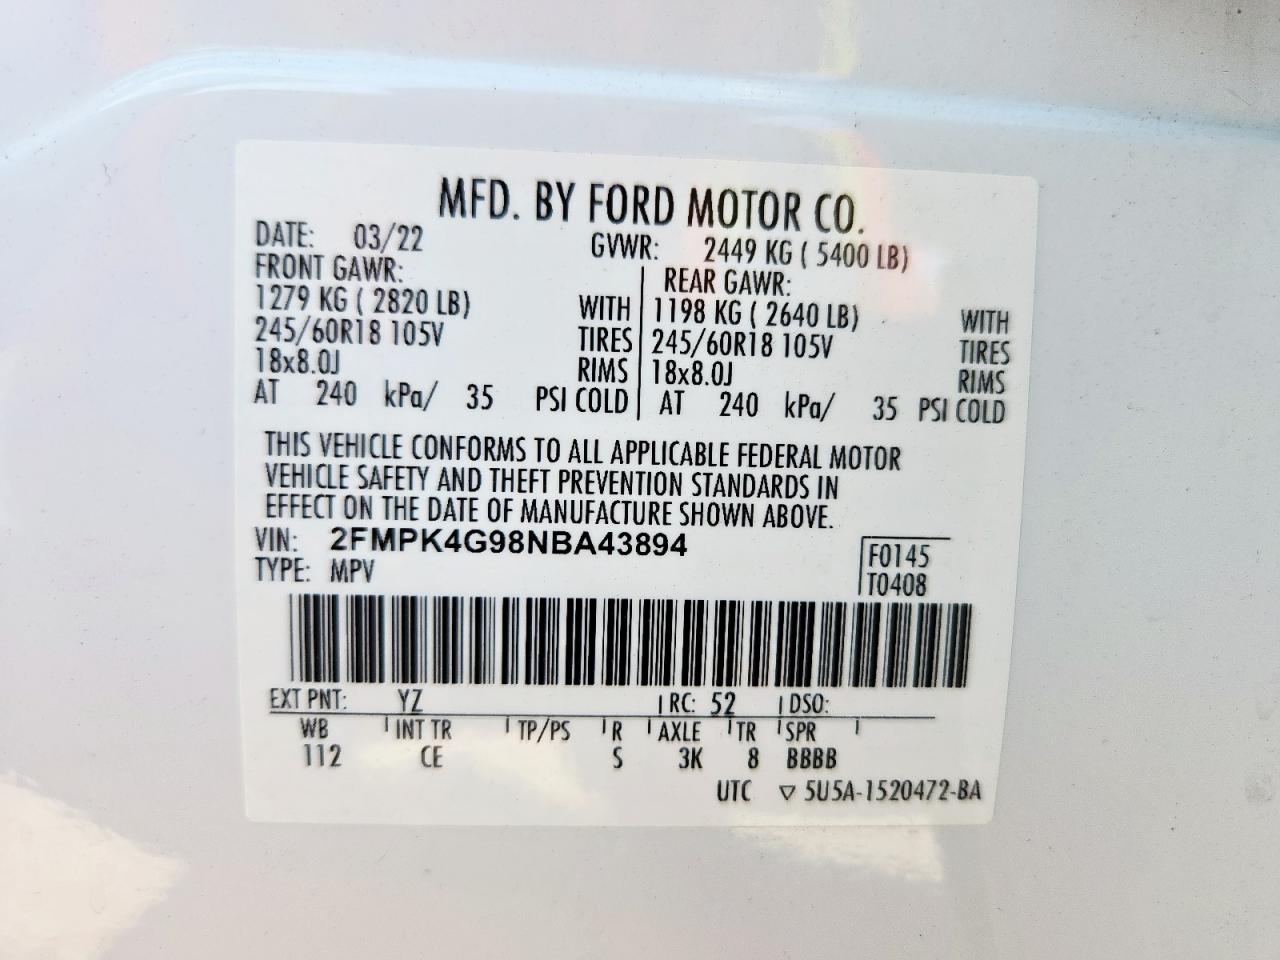 MFD. BY FORD MOTOR CO.
DATE: 03/22 GVWR: 2449 KG ( 5400 LB)
FRONT GAWR: REAR GAWR:
1279 KG ( 2820 LB) WITH 1198 KG ( 2640 LB) WITH
245/60R18 105V TIRES 245/60R18 105V TIRES
18x8.0J RIMS 18x8.0J RIMS
AT 240 kPa/ 35 PSI COLD AT 240 kPa/ 35 PSI COLD
THIS VEHICLE CONFORMS TO ALL APPLICABLE FEDERAL MOTOR
VEHICLE SAFETY AND THEFT PREVENTION STANDARDS IN
EFFECT ON THE DATE OF MANUFACTURE SHOWN ABOVE.
VIN: 2FMPK4G98NBA43894 F0145
TYPE: MPV T0408
EXT PNT: YZ RC: 52 DSO:
WB INT TR TP/PS R AXLE TR SPR
112 CE S 3K 8 BBBB
UTC ▽ 5U5A-1520472-BA